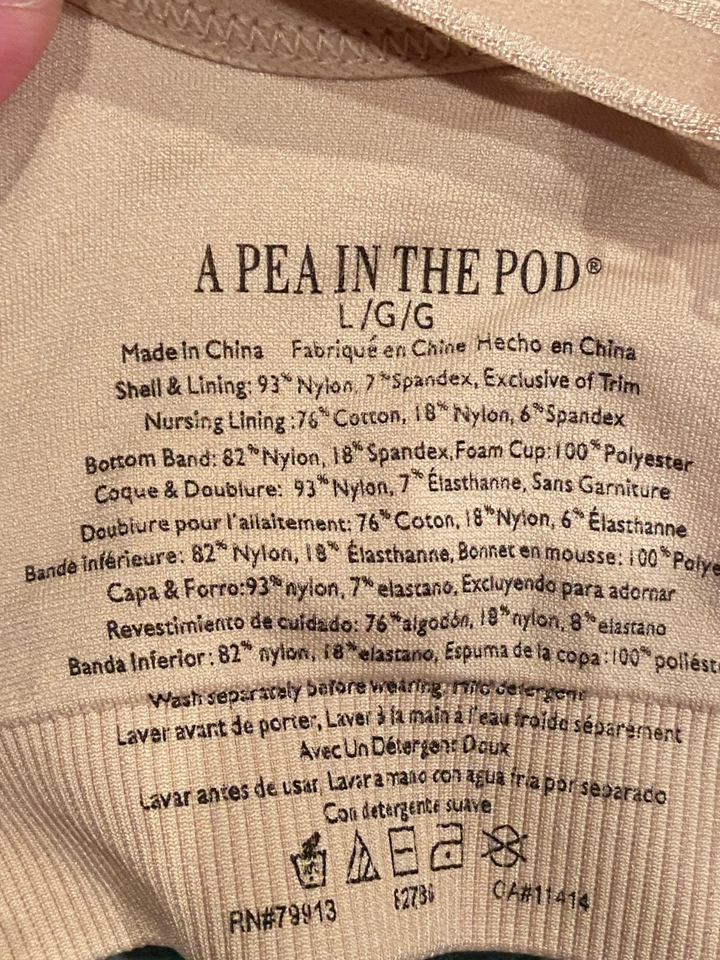 A PEA IN THE POD®
L/G/G
Made in China Fabriqué en Chine Hecho en China
Shell & Lining: 93% Nylon, 7%Spandex, Exclusive of Trim
Nursing Lining :76% Cotton, 18% Nylon, 6%Spandex
Bottom Band: 82%Nylon, 18%Spandex,Foam Cup:100%Polyester
Coque & Doublure: 93%Nylon, 7% Élasthanne, Sans Garniture
Doublure pour l'allaitement: 76%Coton, 18%Nylon, 6% Élasthanne
Bande inférieure: 82% Nylon, 18% Élasthanne, Bonnet en mousse: 100%Polye
Capa & Forro:93% nylon, 7% elastano, Excluyendo para adornar
Revestimiento de cuidado: 76%algodón, 18%nylon, 8%elastano
Banda Inferior: 82% nylon, 18%elastano, Espuma de la copa:100% poliést
Wash separately before wearing, mild detergent
Laver avant de porter, Laver à la main à l'eau froide séparément
Avec Un Détergent Doux
Lavar antes de usar, Lavar a mano con agua fria por separado
Con detergente suave
RN#79913 CA#11414